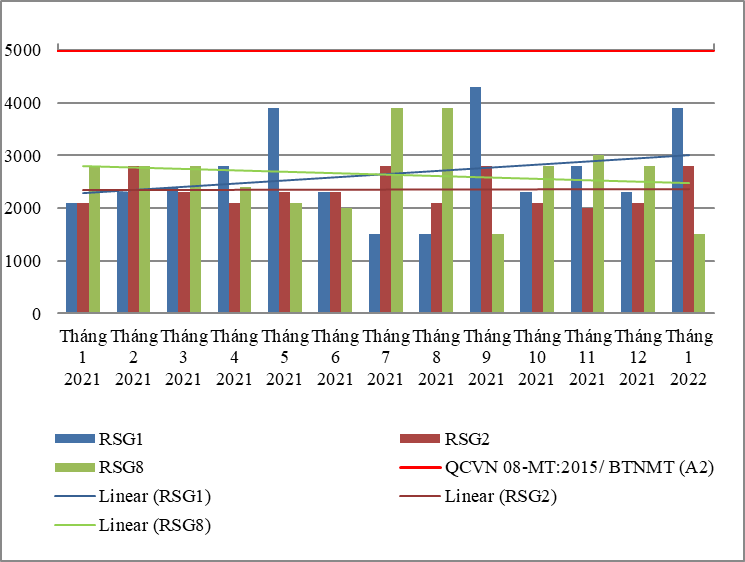 5000
4000
3000
2000
1000
0
Tháng Tháng Tháng Tháng Tháng Tháng Tháng Tháng Tháng Tháng Tháng Tháng Tháng
1 2 3 4 5 6 7 8 9 10 11 12 1
2021 2021 2021 2021 2021 2021 2021 2021 2021 2021 2021 2021 2022
RSG1 RSG2
RSG8 QCVN 08-MT:2015/ BTNMT (A2)
Linear (RSG1) Linear (RSG2)
Linear (RSG8)